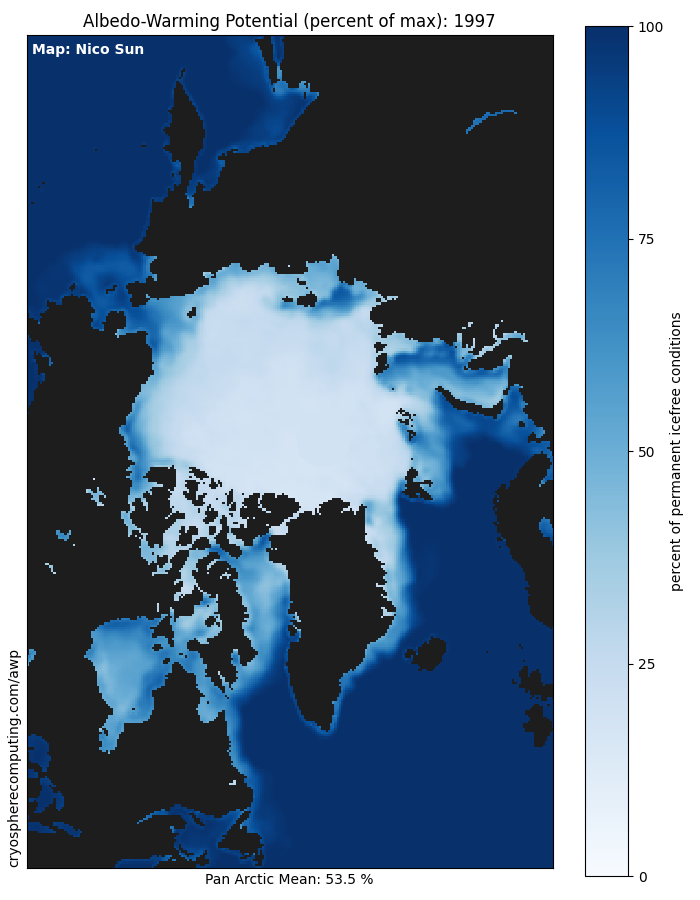 Albedo-Warming Potential (percent of max): 1997
Map: Nico Sun
100
75
50
25
0
percent of permanent icefree conditions
cryospherecomputing.com/awp
Pan Arctic Mean: 53.5 %